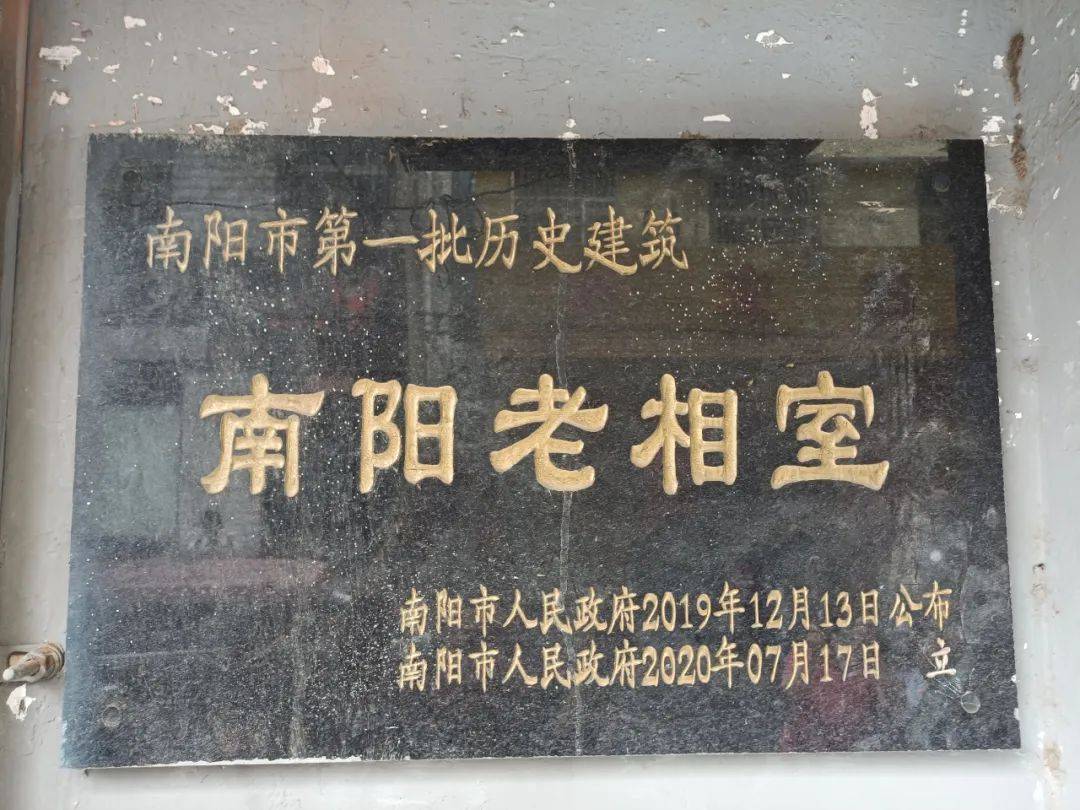 南阳市第一批历史建筑
南阳老相室
南阳市人民政府2019年12月13日公布
南阳市人民政府2020年07月17日 立